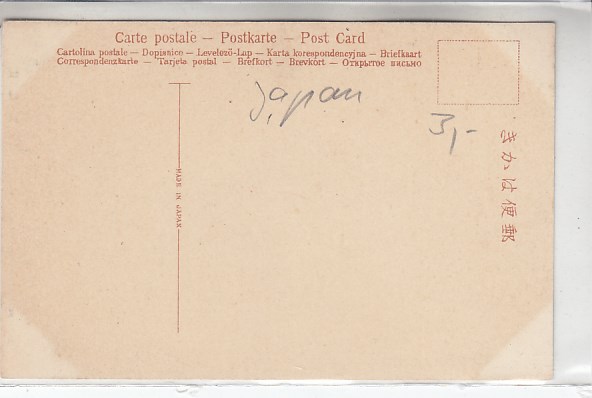 Carte postale — Postkarte — Post Card
Cartolina postale — Dopisnice — Levelezö-Lap — Karta korespondencyjna — Briefkaart
Correspondenzkarte — Tarjeta postal — Brefkort — Brevkort — Открытое письмо
Japan
3,-
きかは便郵
MADE IN JAPAN